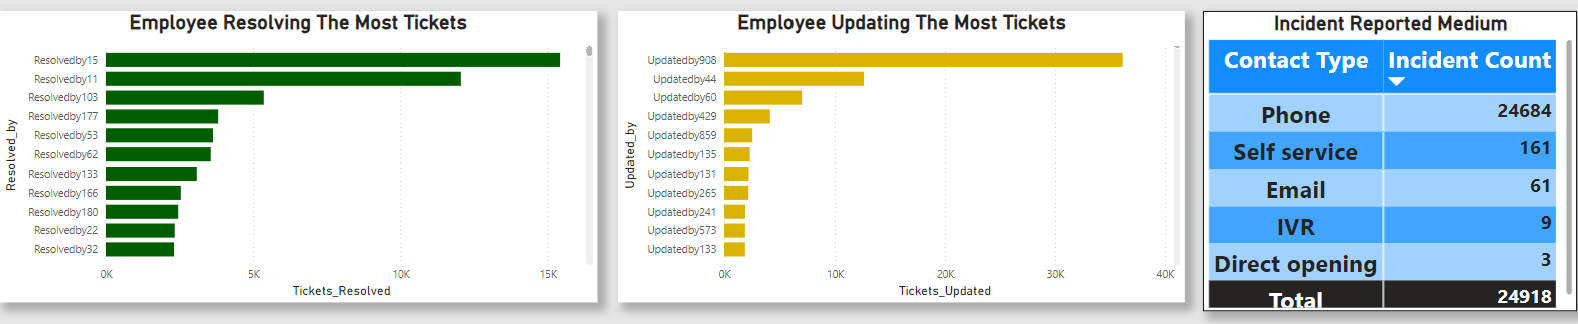 Employee Resolving The Most Tickets
Resolved_by
Resolvedby15
Resolvedby11
Resolvedby103
Resolvedby177
Resolvedby53
Resolvedby62
Resolvedby133
Resolvedby166
Resolvedby180
Resolvedby22
Resolvedby32
0K 5K 10K 15K
Tickets_Resolved
Employee Updating The Most Tickets
Updated_by
Updatedby908
Updatedby44
Updatedby60
Updatedby429
Updatedby859
Updatedby135
Updatedby131
Updatedby265
Updatedby241
Updatedby573
Updatedby133
0K 10K 20K 30K 40K
Tickets_Updated
Incident Reported Medium
Contact Type Incident Count
Phone 24684
Self service 161
Email 61
IVR 9
Direct opening 3
Total 24918